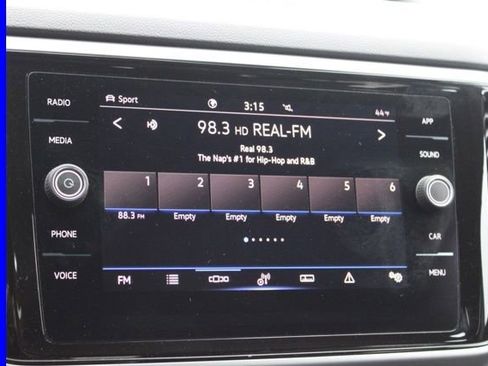 RADIO
MEDIA
PHONE
VOICE
Sport
3:15
44°F
98.3 HD REAL-FM
Real 98.3
The Nap's #1 for Hip-Hop and R&B
1 2 3 4 5 6
88.3 FM Empty Empty Empty Empty Empty
FM
APP
SOUND
CAR
MENU